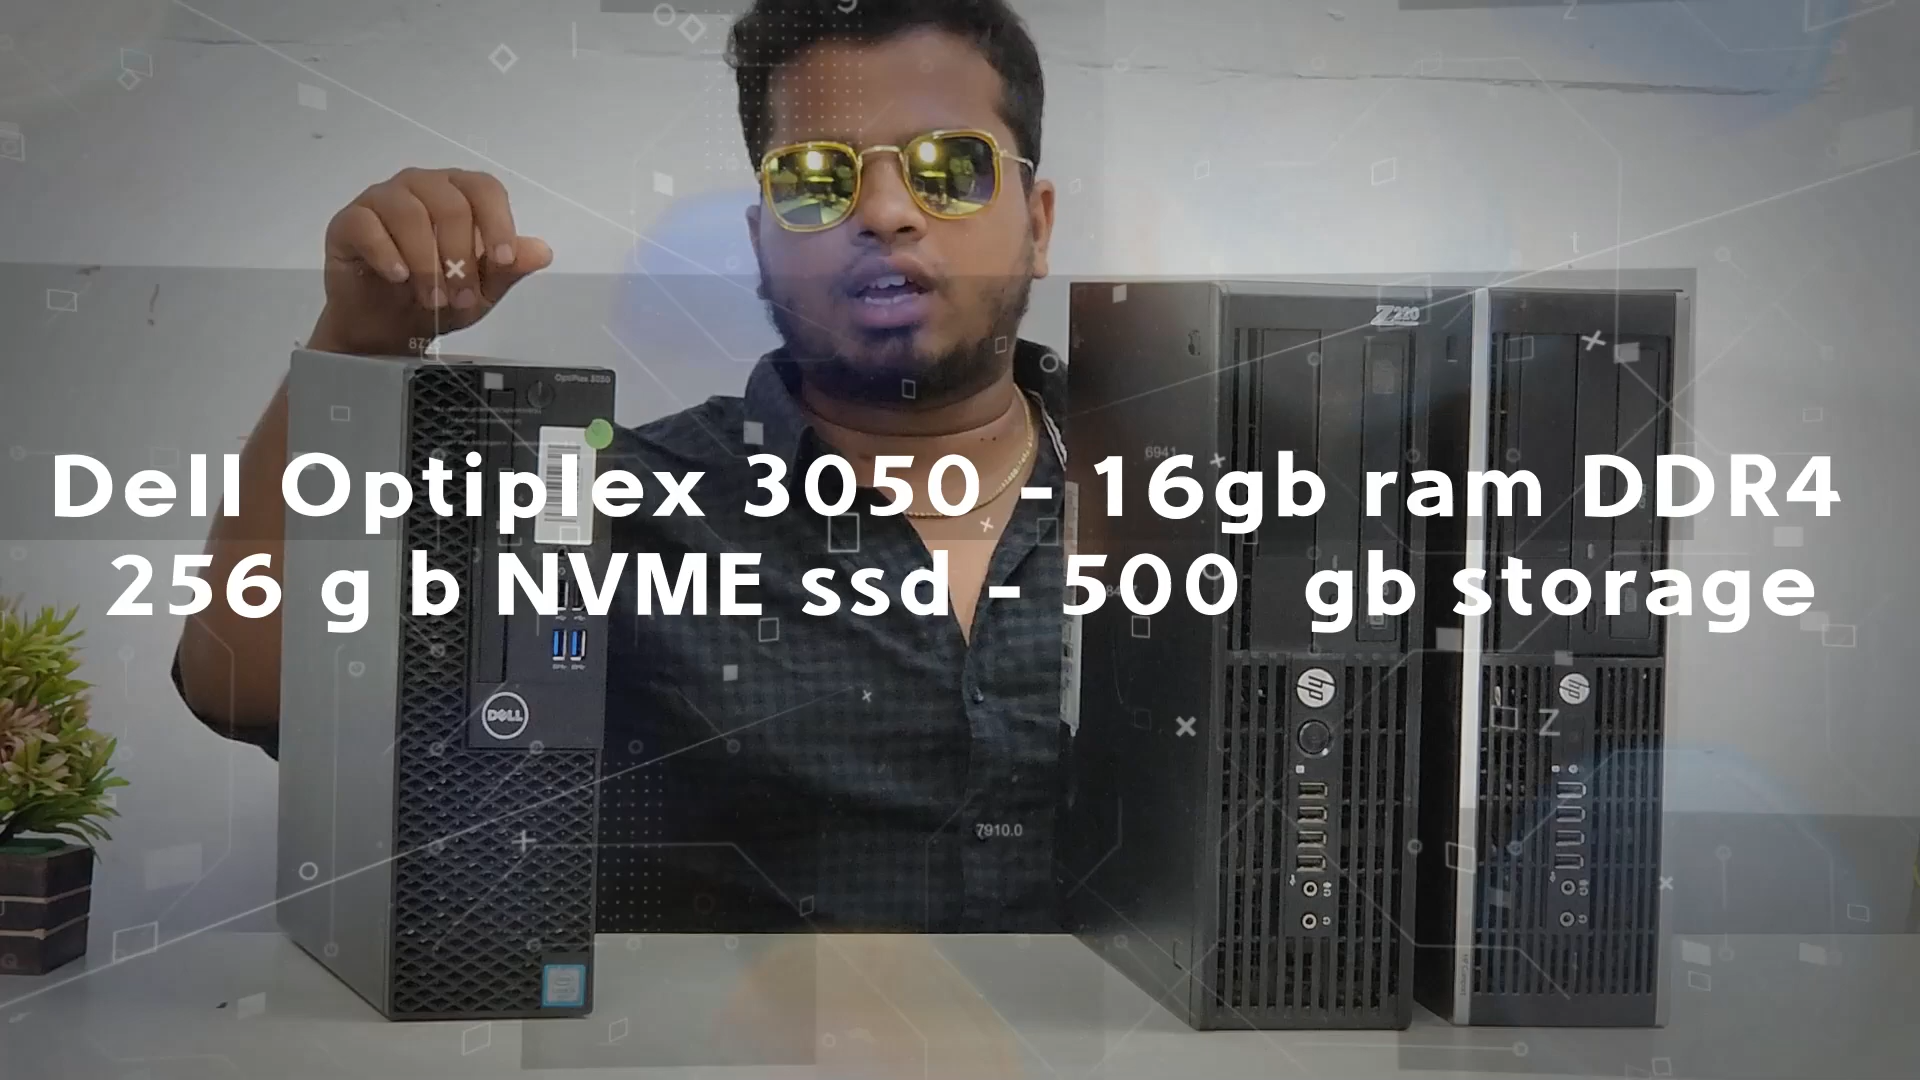 Z220
8715
OptiPlex 3050
6941
Dell Optiplex 3050 - 16gb ram DDR4
256 g b NVME ssd - 500 gb storage
DELL
hp
hp
Z
7910.0